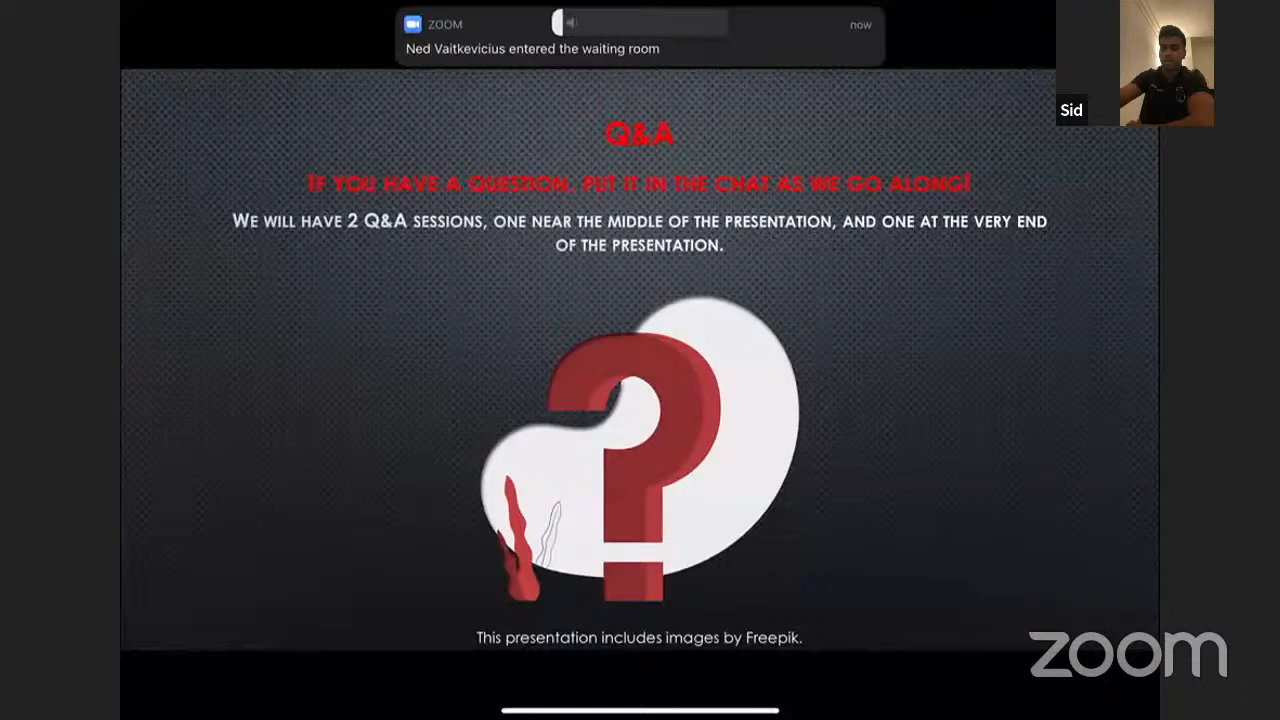 ZOOM
now
Ned Vaitkevicius entered the waiting room
Sid
Q&A
IF YOU HAVE A QUESTION, PUT IT IN THE CHAT AS WE GO ALONG!
WE WILL HAVE 2 Q&A SESSIONS, ONE NEAR THE MIDDLE OF THE PRESENTATION, AND ONE AT THE VERY END
OF THE PRESENTATION.
This presentation includes images by Freepik.
zoom